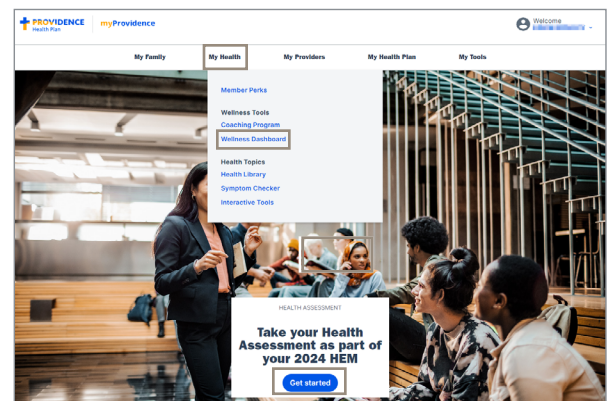 PROVIDENCE
Health Plan
myProvidence
Welcome
My Family
My Health
My Providers
My Health Plan
My Tools
Member Perks
Wellness Tools
Coaching Program
Wellness Dashboard
Health Topics
Health Library
Symptom Checker
Interactive Tools
HEALTH ASSESSMENT
Take your Health
Assessment as part of
your 2024 HEM
Get started